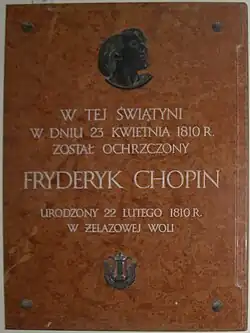 W TEJ ŚWIĄTYNI
W DNIU 23 KWIETNIA 1810 R.
ZOSTAŁ OCHRZCZONY
FRYDERYK CHOPIN
URODZONY 22 LUTEGO 1810 R.
W ŻELAZOWEJ WOLI